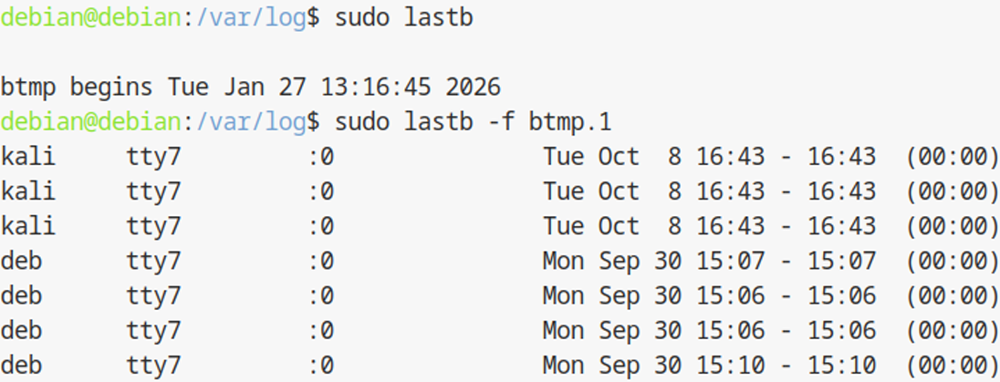 debian@debian:/var/log$ sudo lastb

btmp begins Tue Jan 27 13:16:45 2026
debian@debian:/var/log$ sudo lastb -f btmp.1
kali     tty7         :0               Tue Oct  8 16:43 - 16:43  (00:00)
kali     tty7         :0               Tue Oct  8 16:43 - 16:43  (00:00)
kali     tty7         :0               Tue Oct  8 16:43 - 16:43  (00:00)
deb      tty7         :0               Mon Sep 30 15:07 - 15:07  (00:00)
deb      tty7         :0               Mon Sep 30 15:06 - 15:06  (00:00)
deb      tty7         :0               Mon Sep 30 15:06 - 15:06  (00:00)
deb      tty7         :0               Mon Sep 30 15:10 - 15:10  (00:00)